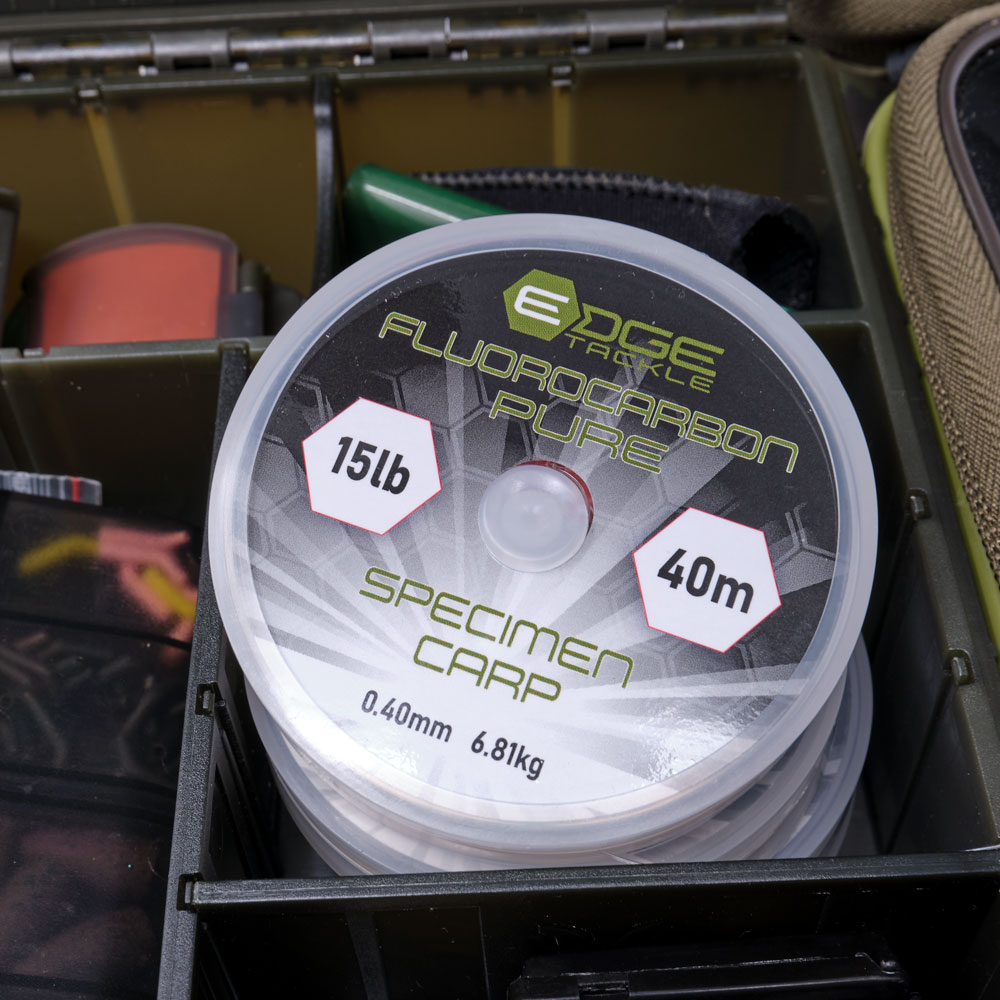 EDGE
TACKLE
FLUOROCARBON
PURE
15lb
40m
SPECIMEN
CARP
0.40mm 6.81kg